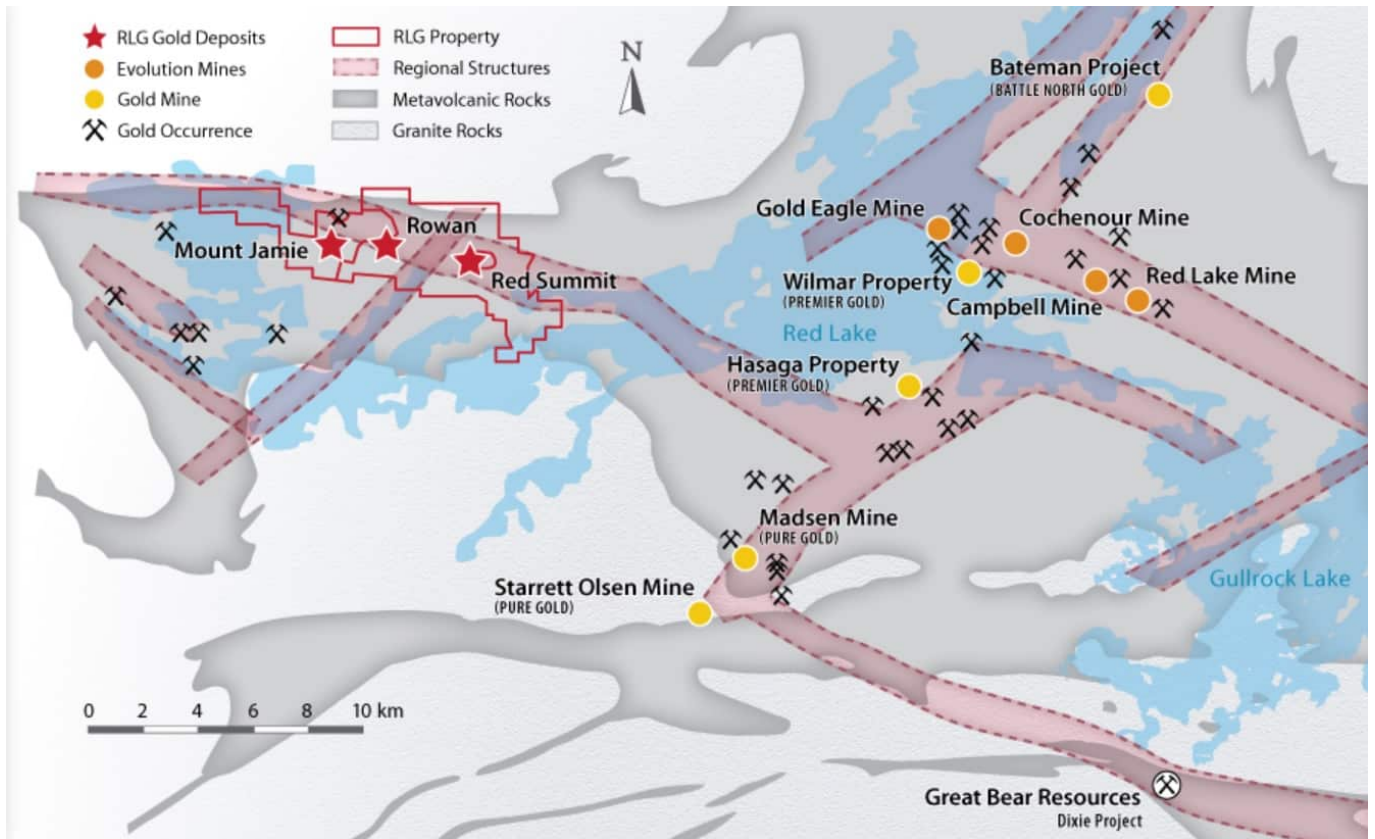 RLG Gold Deposits
Evolution Mines
Gold Mine
Gold Occurrence
RLG Property
Regional Structures
Metavolcanic Rocks
Granite Rocks
N
Bateman Project
(BATTLE NORTH GOLD)
Gold Eagle Mine
Cochenour Mine
Rowan
Mount Jamie
Red Summit
Wilmar Property
(PREMIER GOLD)
Red Lake Mine
Campbell Mine
Red Lake
Hasaga Property
(PREMIER GOLD)
Madsen Mine
(PURE GOLD)
Starrett Olsen Mine
(PURE GOLD)
Gullrock Lake
0 2 4 6 8 10 km
Great Bear Resources
Dixie Project